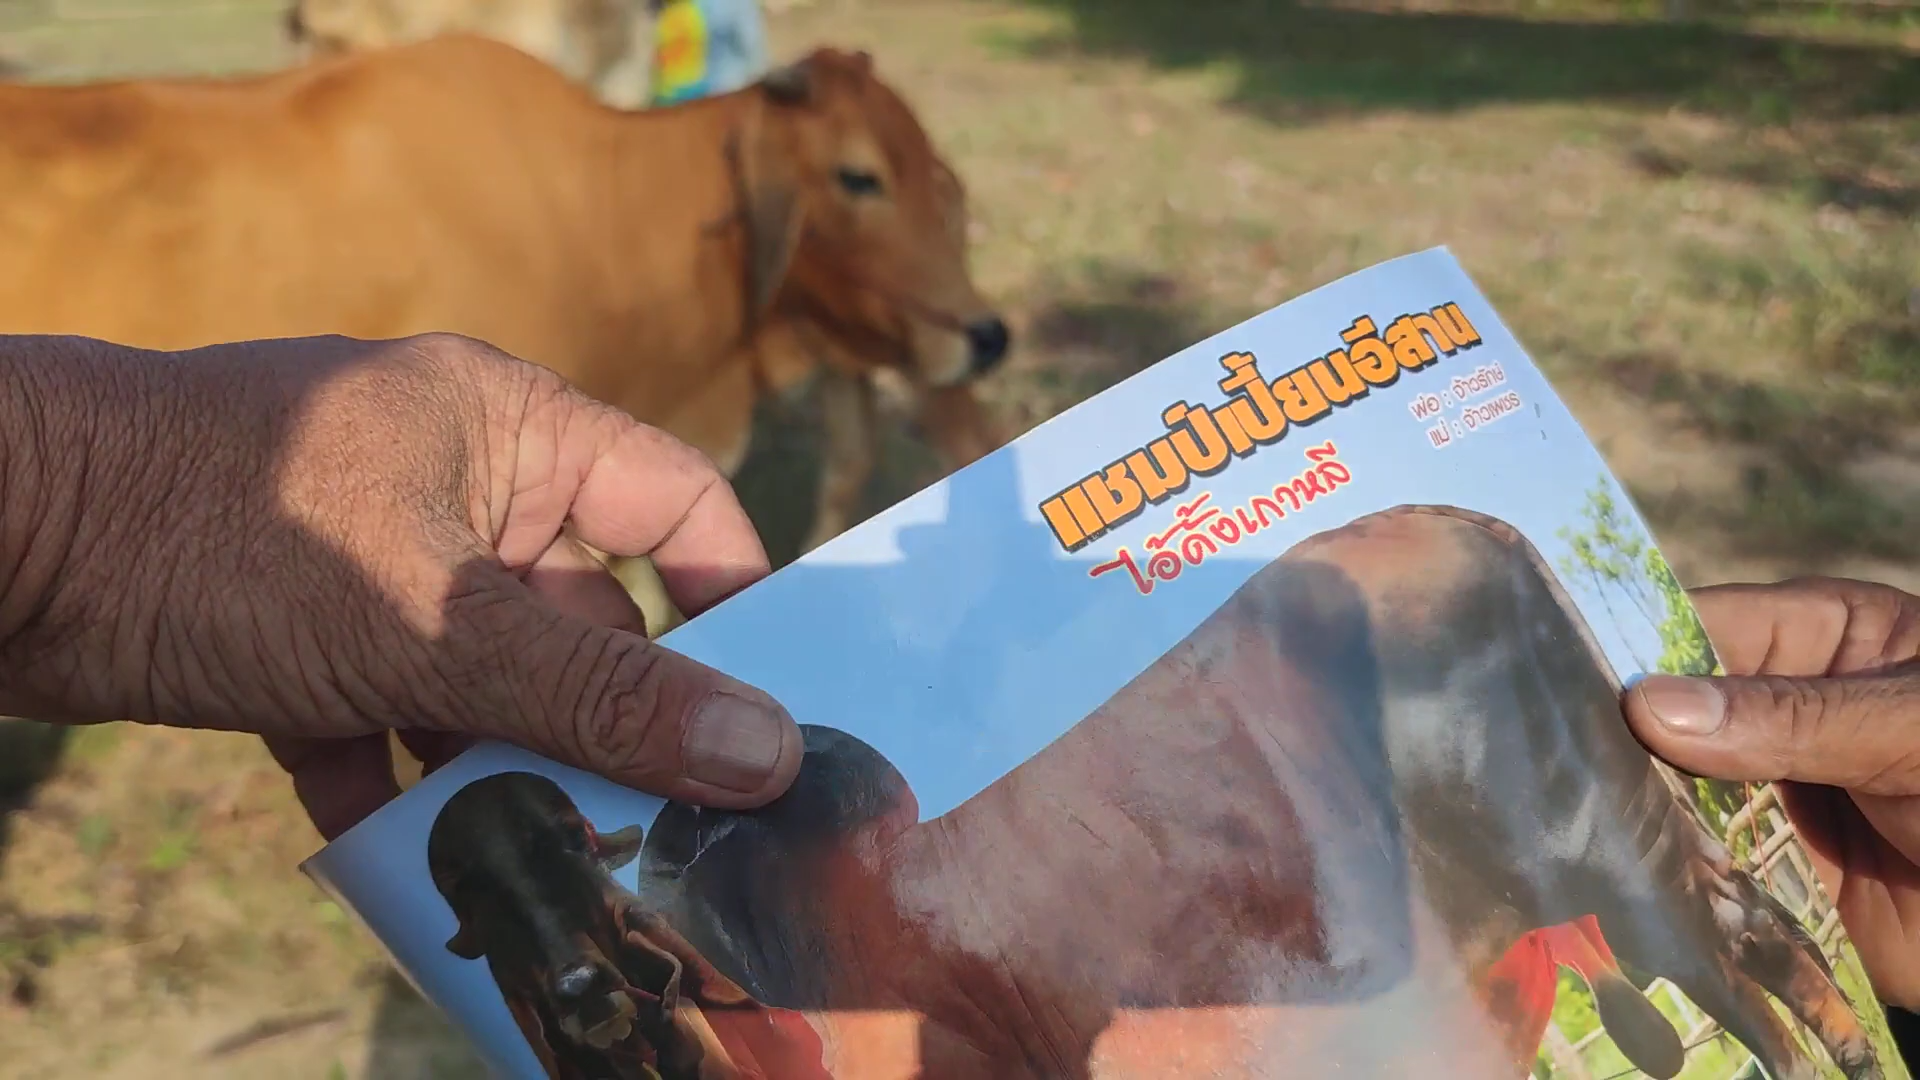 แชมป์เปี้ยนอีสาน
พ่อ : จ้าวรักษ์
แม่ : จ้าวเพชร
ไอ้ดั้งเกาหลี